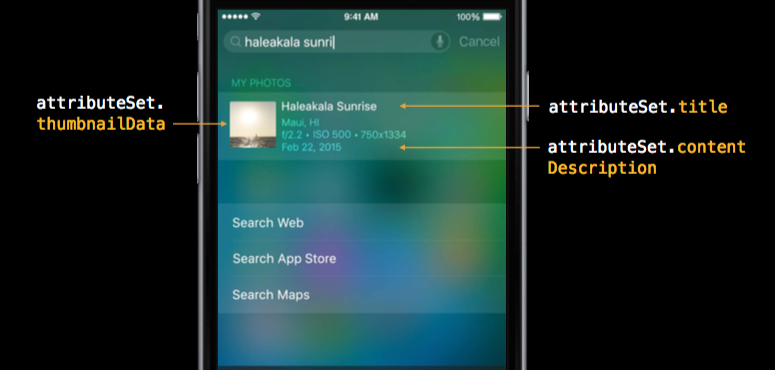 9:41 AM
100%
haleakala sunri
Cancel
MY PHOTOS
attributeSet.
thumbnailData
Haleakala Sunrise
Maui, HI
f/2.2 • ISO 500 • 750x1334
Feb 22, 2015
attributeSet.title
attributeSet.content
Description
Search Web
Search App Store
Search Maps